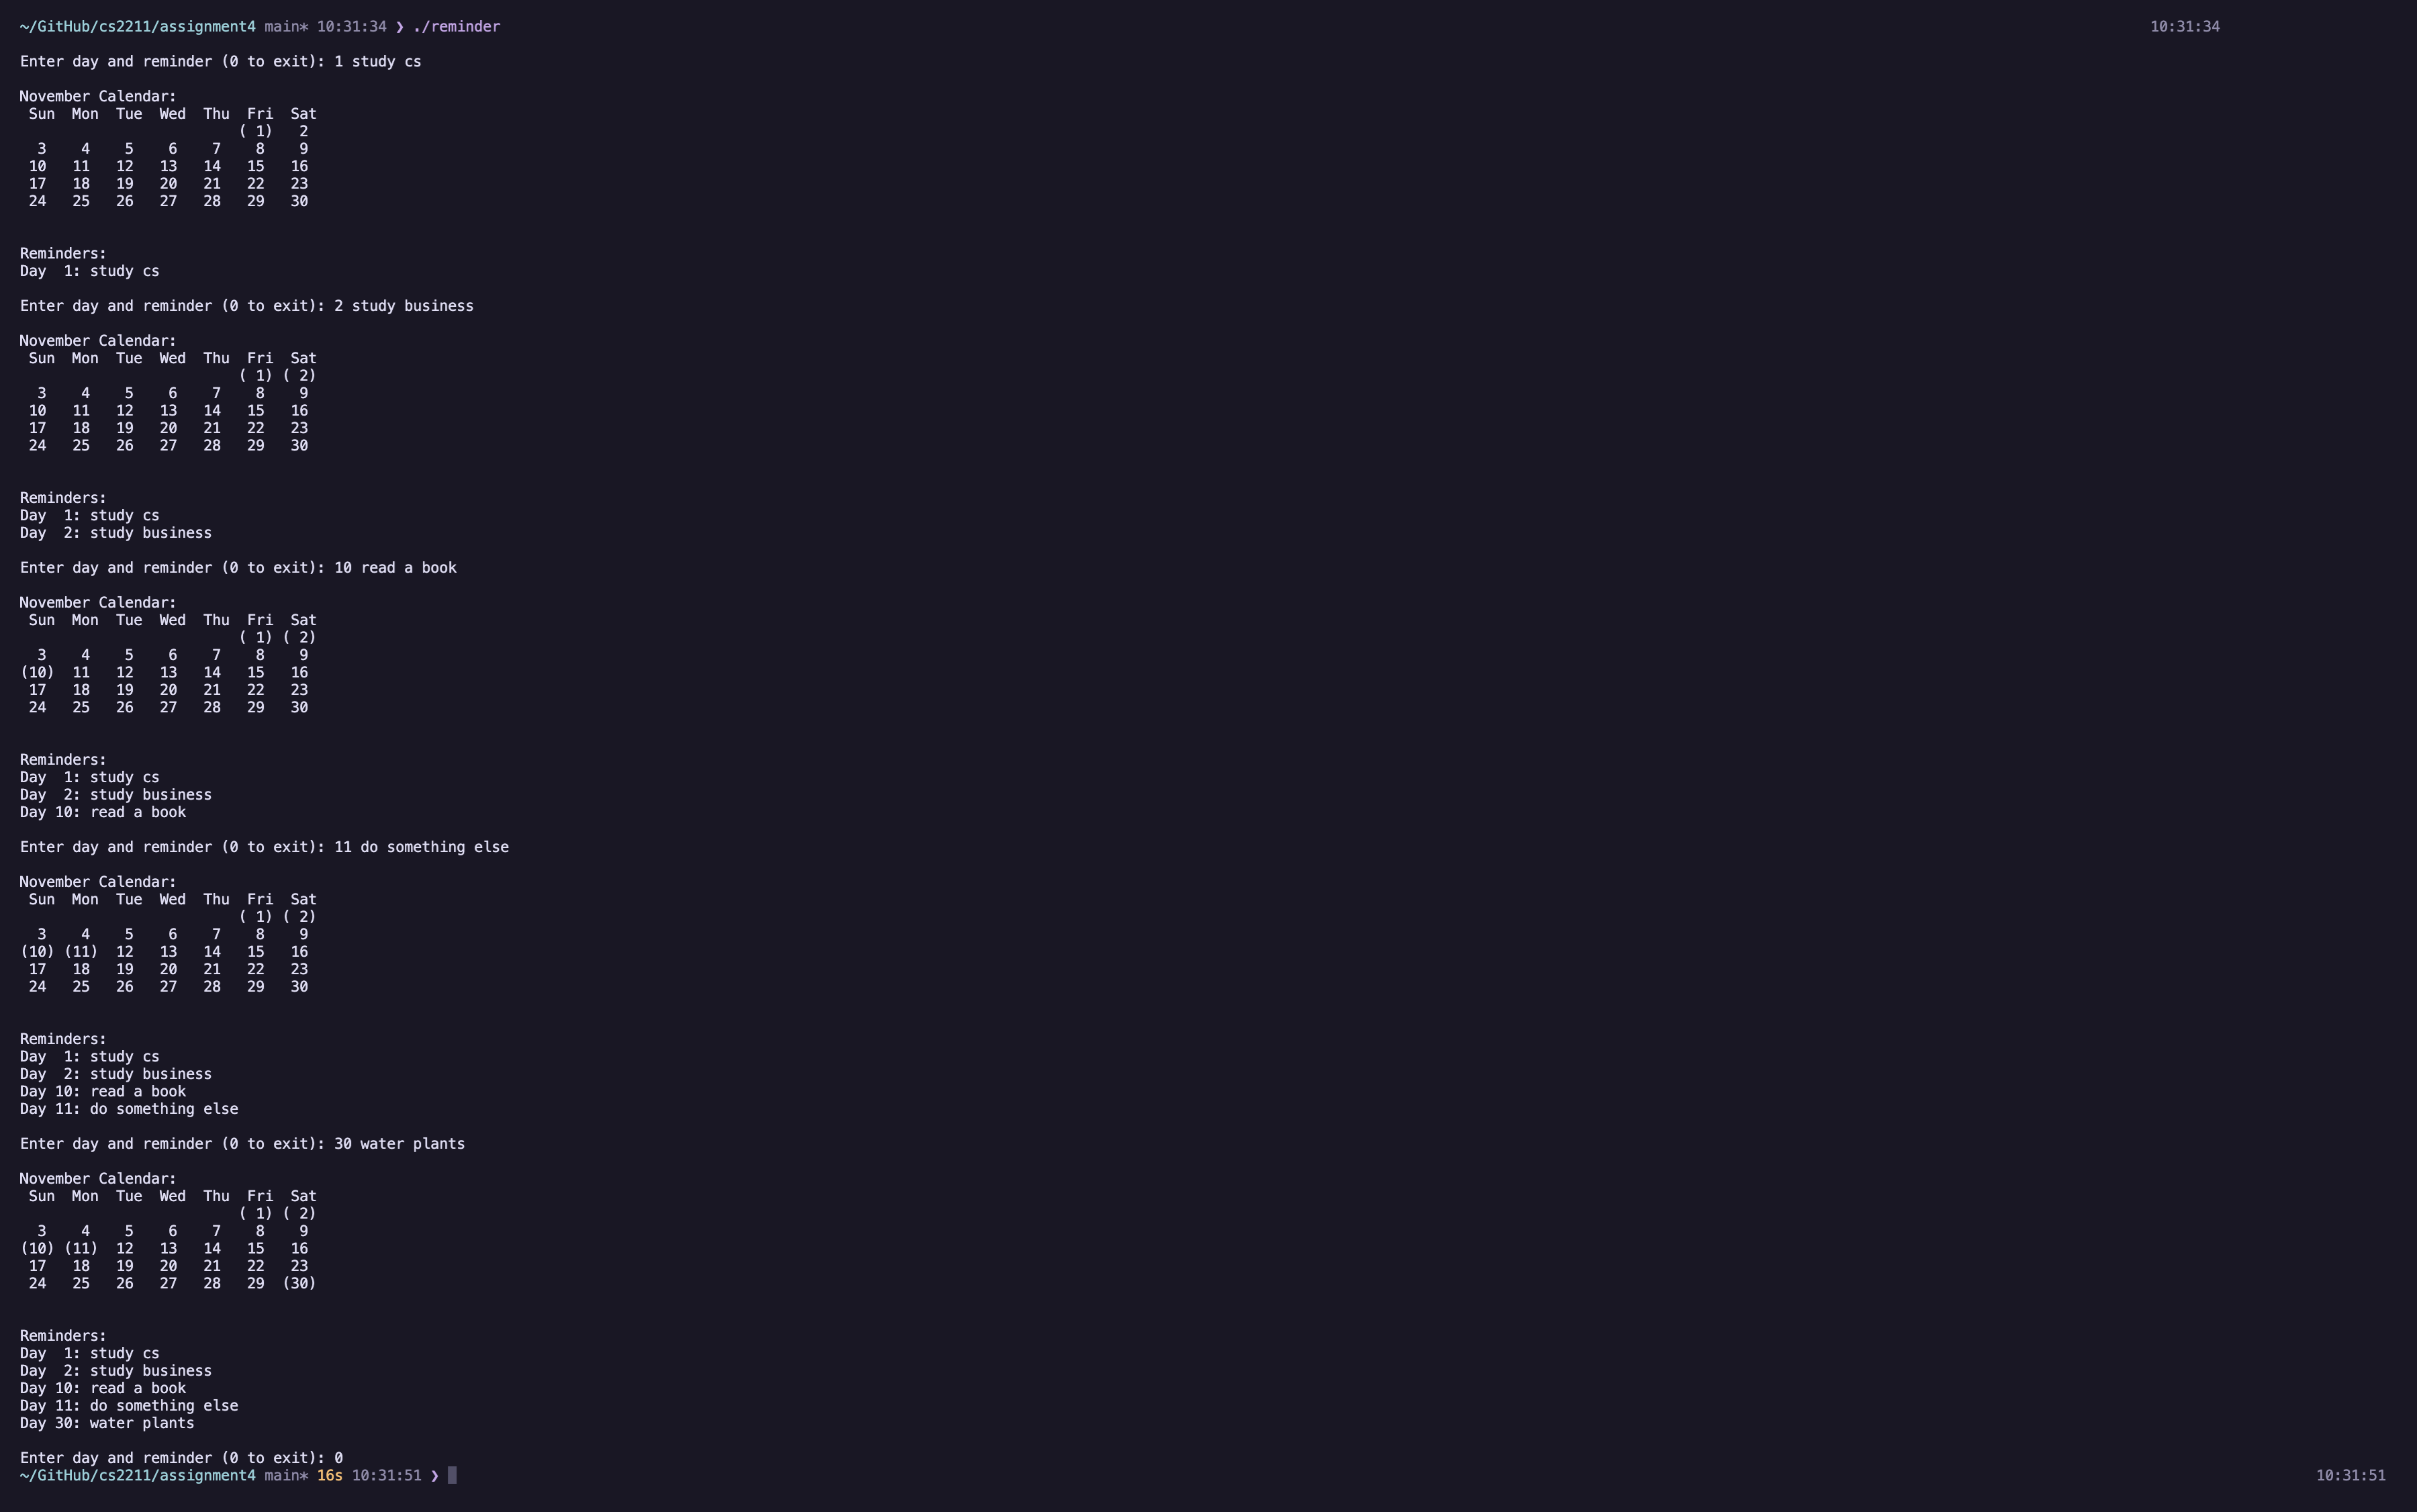 ~/GitHub/cs2211/assignment4 main* 10:31:34 ❯ ./reminder 10:31:34
Enter day and reminder (0 to exit): 1 study cs
November Calendar:
 Sun  Mon  Tue  Wed  Thu  Fri  Sat
                         ( 1)   2
  3    4    5    6    7    8    9
 10   11   12   13   14   15   16
 17   18   19   20   21   22   23
 24   25   26   27   28   29   30
Reminders:
Day  1: study cs
Enter day and reminder (0 to exit): 2 study business
November Calendar:
 Sun  Mon  Tue  Wed  Thu  Fri  Sat
                         ( 1) ( 2)
  3    4    5    6    7    8    9
 10   11   12   13   14   15   16
 17   18   19   20   21   22   23
 24   25   26   27   28   29   30
Reminders:
Day  1: study cs
Day  2: study business
Enter day and reminder (0 to exit): 10 read a book
November Calendar:
 Sun  Mon  Tue  Wed  Thu  Fri  Sat
                         ( 1) ( 2)
  3    4    5    6    7    8    9
(10)  11   12   13   14   15   16
 17   18   19   20   21   22   23
 24   25   26   27   28   29   30
Reminders:
Day  1: study cs
Day  2: study business
Day 10: read a book
Enter day and reminder (0 to exit): 11 do something else
November Calendar:
 Sun  Mon  Tue  Wed  Thu  Fri  Sat
                         ( 1) ( 2)
  3    4    5    6    7    8    9
(10) (11)  12   13   14   15   16
 17   18   19   20   21   22   23
 24   25   26   27   28   29   30
Reminders:
Day  1: study cs
Day  2: study business
Day 10: read a book
Day 11: do something else
Enter day and reminder (0 to exit): 30 water plants
November Calendar:
 Sun  Mon  Tue  Wed  Thu  Fri  Sat
                         ( 1) ( 2)
  3    4    5    6    7    8    9
(10) (11)  12   13   14   15   16
 17   18   19   20   21   22   23
 24   25   26   27   28   29  (30)
Reminders:
Day  1: study cs
Day  2: study business
Day 10: read a book
Day 11: do something else
Day 30: water plants
Enter day and reminder (0 to exit): 0
~/GitHub/cs2211/assignment4 main* 16s 10:31:51 ❯ 10:31:51